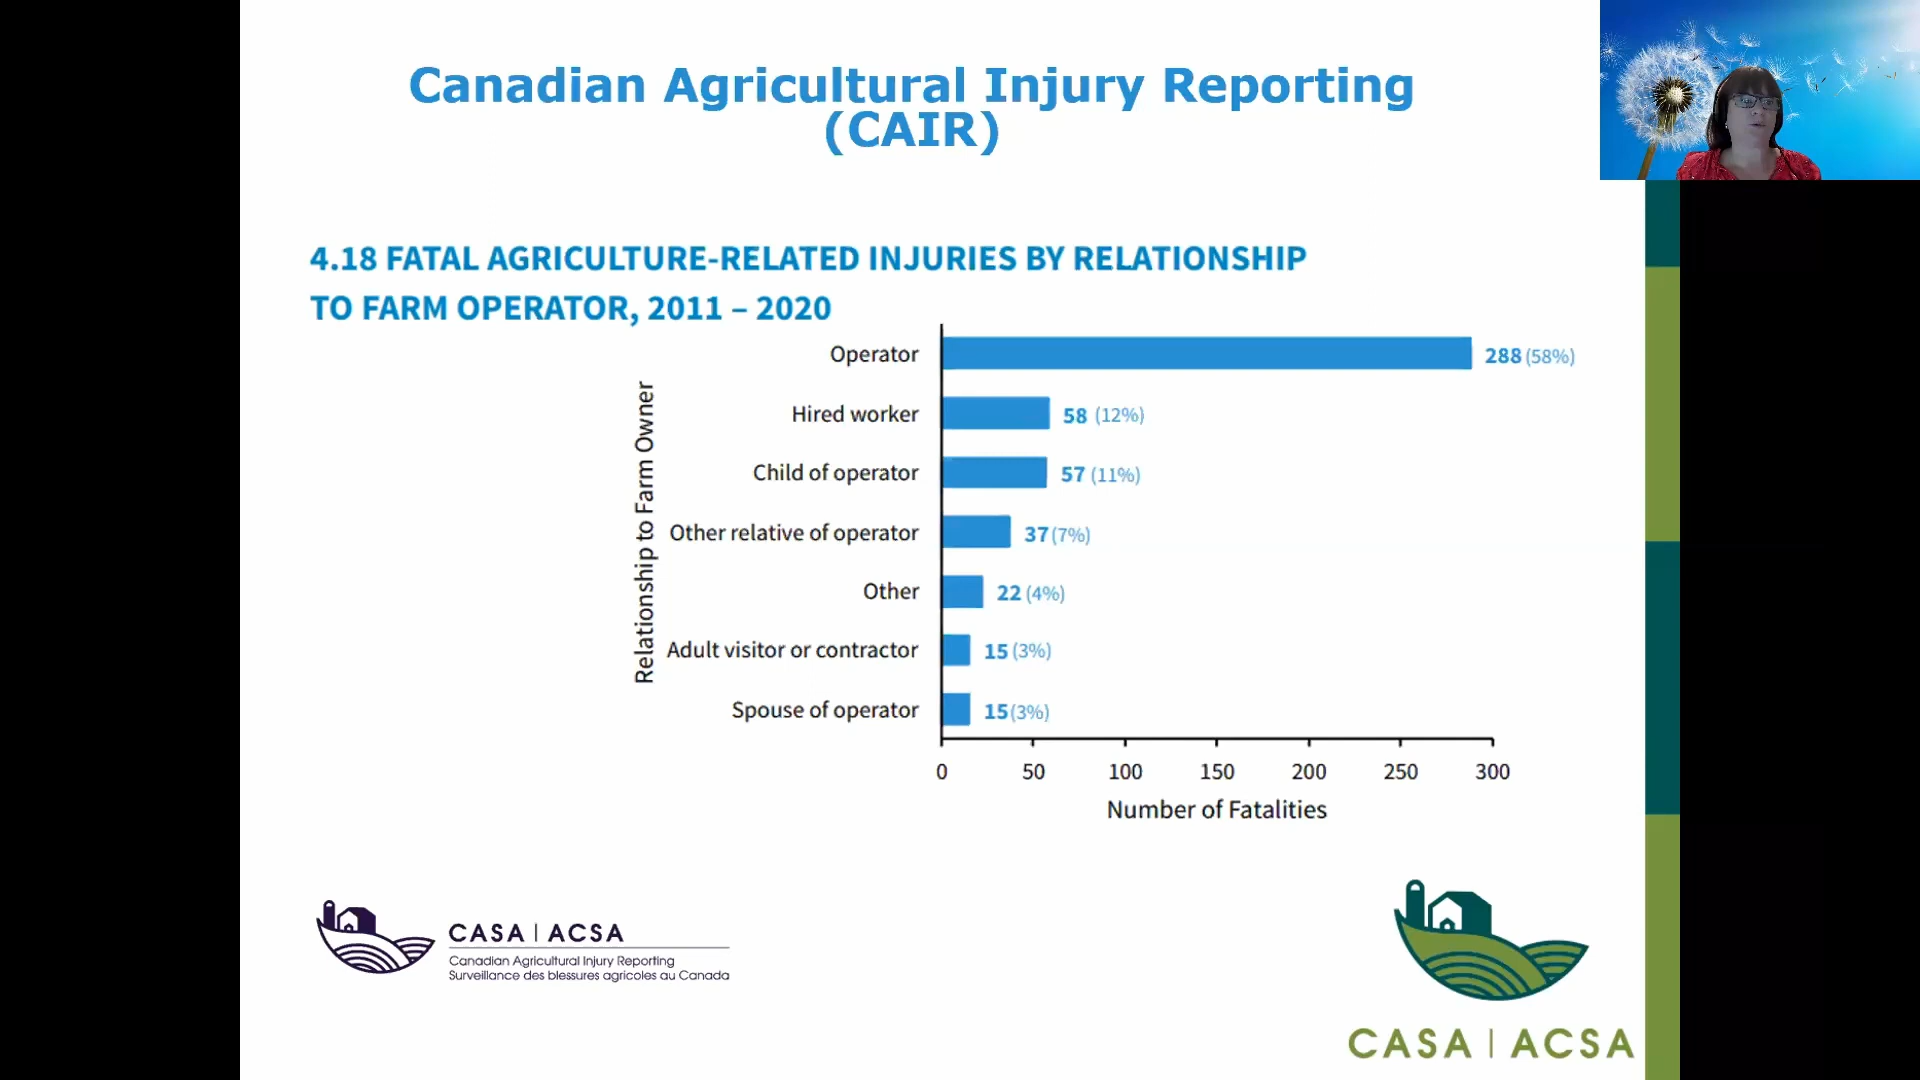 Canadian Agricultural Injury Reporting
(CAIR)
4.18 FATAL AGRICULTURE-RELATED INJURIES BY RELATIONSHIP
TO FARM OPERATOR, 2011 – 2020
Relationship to Farm Owner
Operator 288 (58%)
Hired worker 58 (12%)
Child of operator 57 (11%)
Other relative of operator 37 (7%)
Other 22 (4%)
Adult visitor or contractor 15 (3%)
Spouse of operator 15 (3%)
0 50 100 150 200 250 300
Number of Fatalities
CASA | ACSA
Canadian Agricultural Injury Reporting
Surveillance des blessures agricoles au Canada
CASA | ACSA